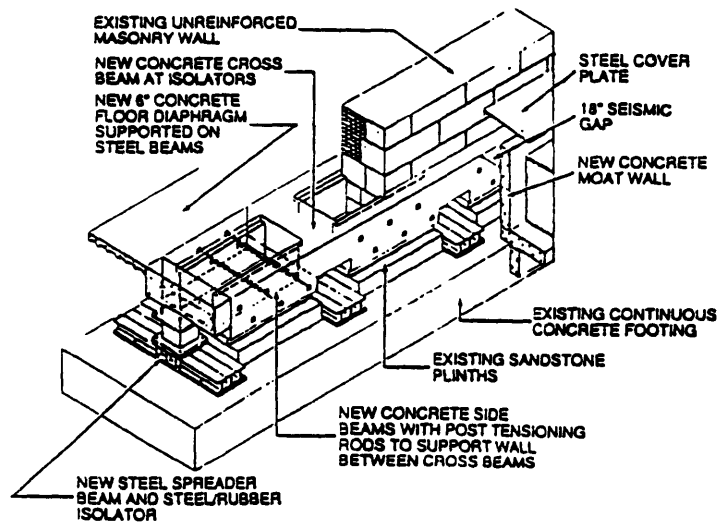 EXISTING UNREINFORCED
MASONRY WALL
NEW CONCRETE CROSS
BEAM AT ISOLATORS
NEW 6" CONCRETE
FLOOR DIAPHRAGM
SUPPORTED ON
STEEL BEAMS
STEEL COVER
PLATE
18" SEISMIC
GAP
NEW CONCRETE
MOAT WALL
EXISTING CONTINUOUS
CONCRETE FOOTING
EXISTING SANDSTONE
PLINTHS
NEW CONCRETE SIDE
BEAMS WITH POST TENSIONING
RODS TO SUPPORT WALL
BETWEEN CROSS BEAMS
NEW STEEL SPREADER
BEAM AND STEEL/RUBBER
ISOLATOR